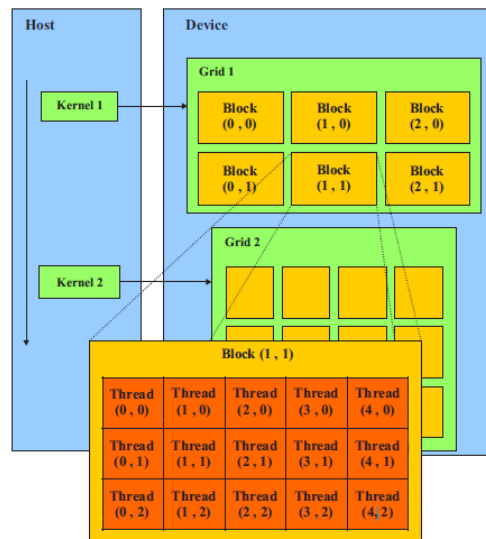 Host
Device
Grid 1
Kernel 1
Block Block Block
(0 , 0) (1 , 0) (2 , 0)
Block Block Block
(0 , 1) (1 , 1) (2 , 1)
Grid 2
Kernel 2
Block (1 , 1)
Thread Thread Thread Thread Thread
(0 , 0) (1 , 0) (2 , 0) (3 , 0) (4 , 0)
Thread Thread Thread Thread Thread
(0 , 1) (1 , 1) (2 , 1) (3 , 1) (4 , 1)
Thread Thread Thread Thread Thread
(0 , 2) (1 , 2) (2 , 2) (3 , 2) (4, 2)